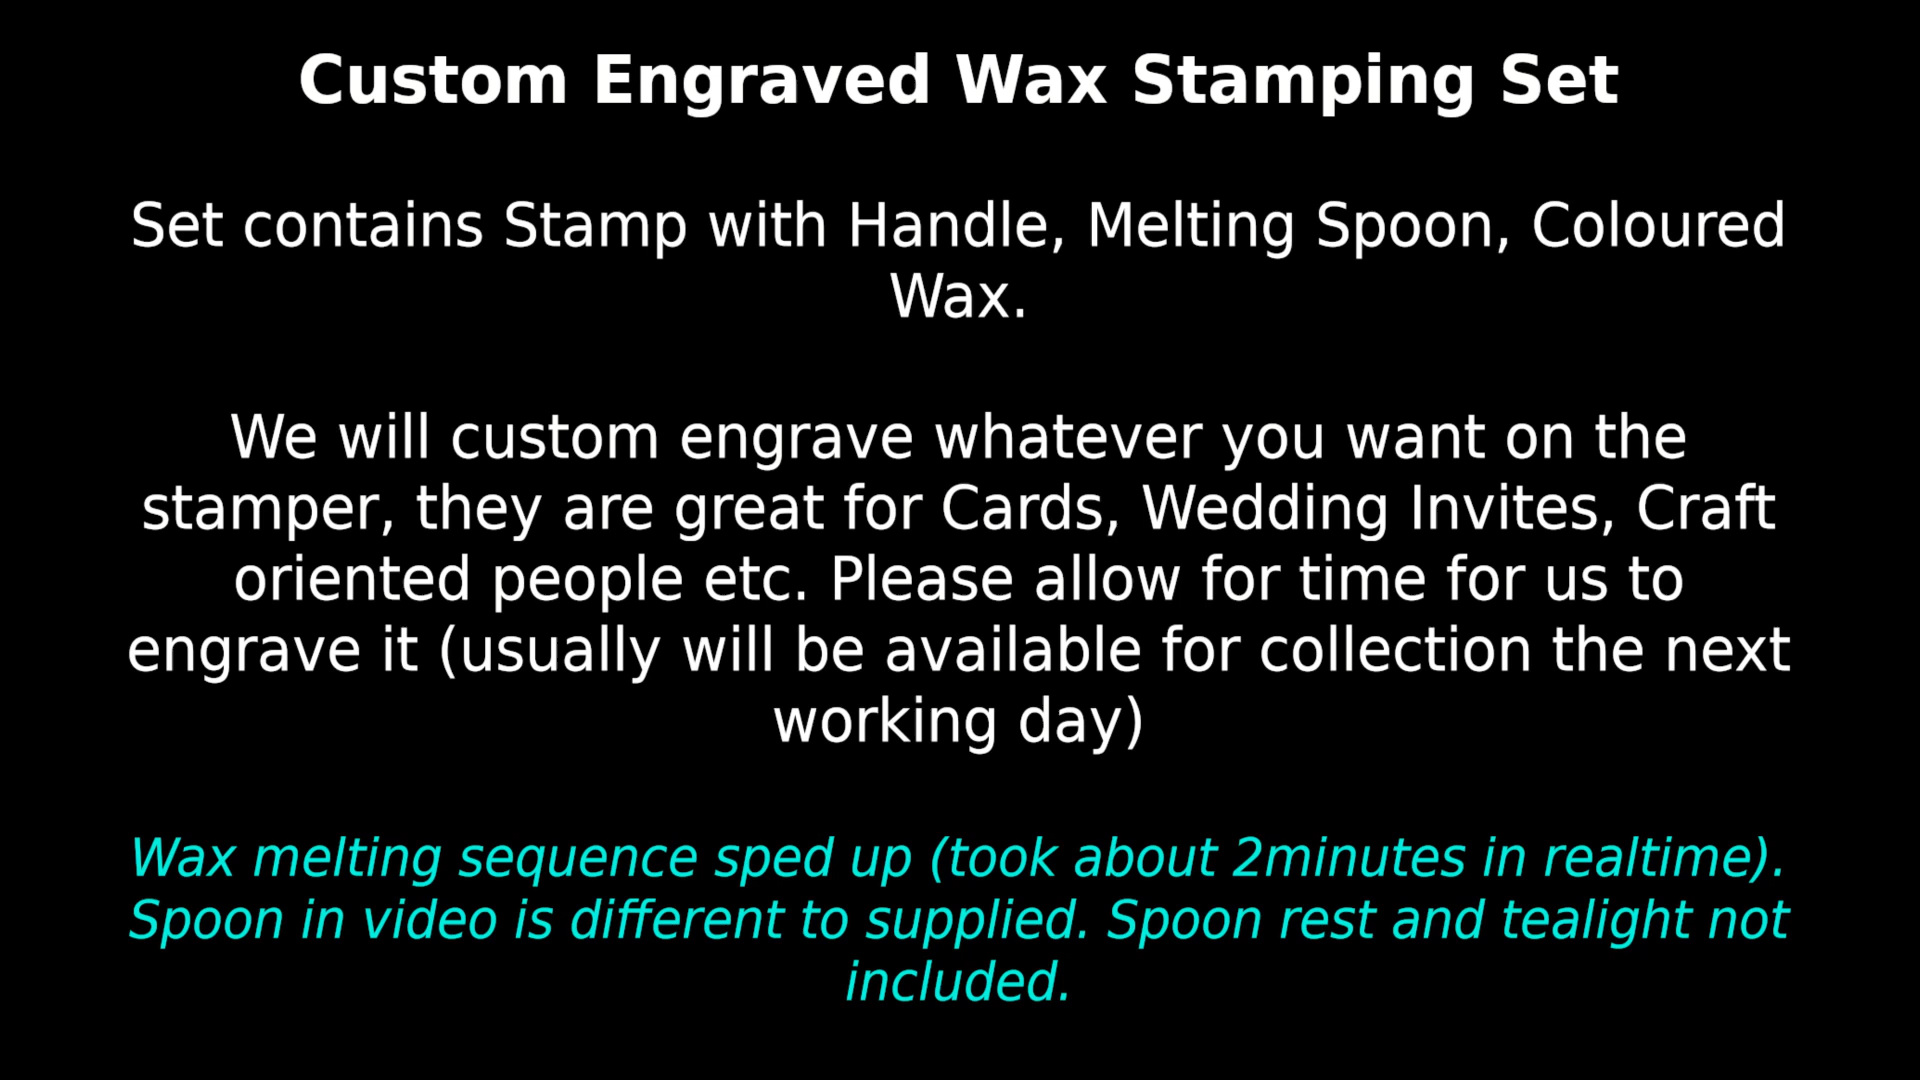 Custom Engraved Wax Stamping Set
Set contains Stamp with Handle, Melting Spoon, Coloured
Wax.
We will custom engrave whatever you want on the
stamper, they are great for Cards, Wedding Invites, Craft
oriented people etc. Please allow for time for us to
engrave it (usually will be available for collection the next
working day)
Wax melting sequence sped up (took about 2minutes in realtime).
Spoon in video is different to supplied. Spoon rest and tealight not
included.